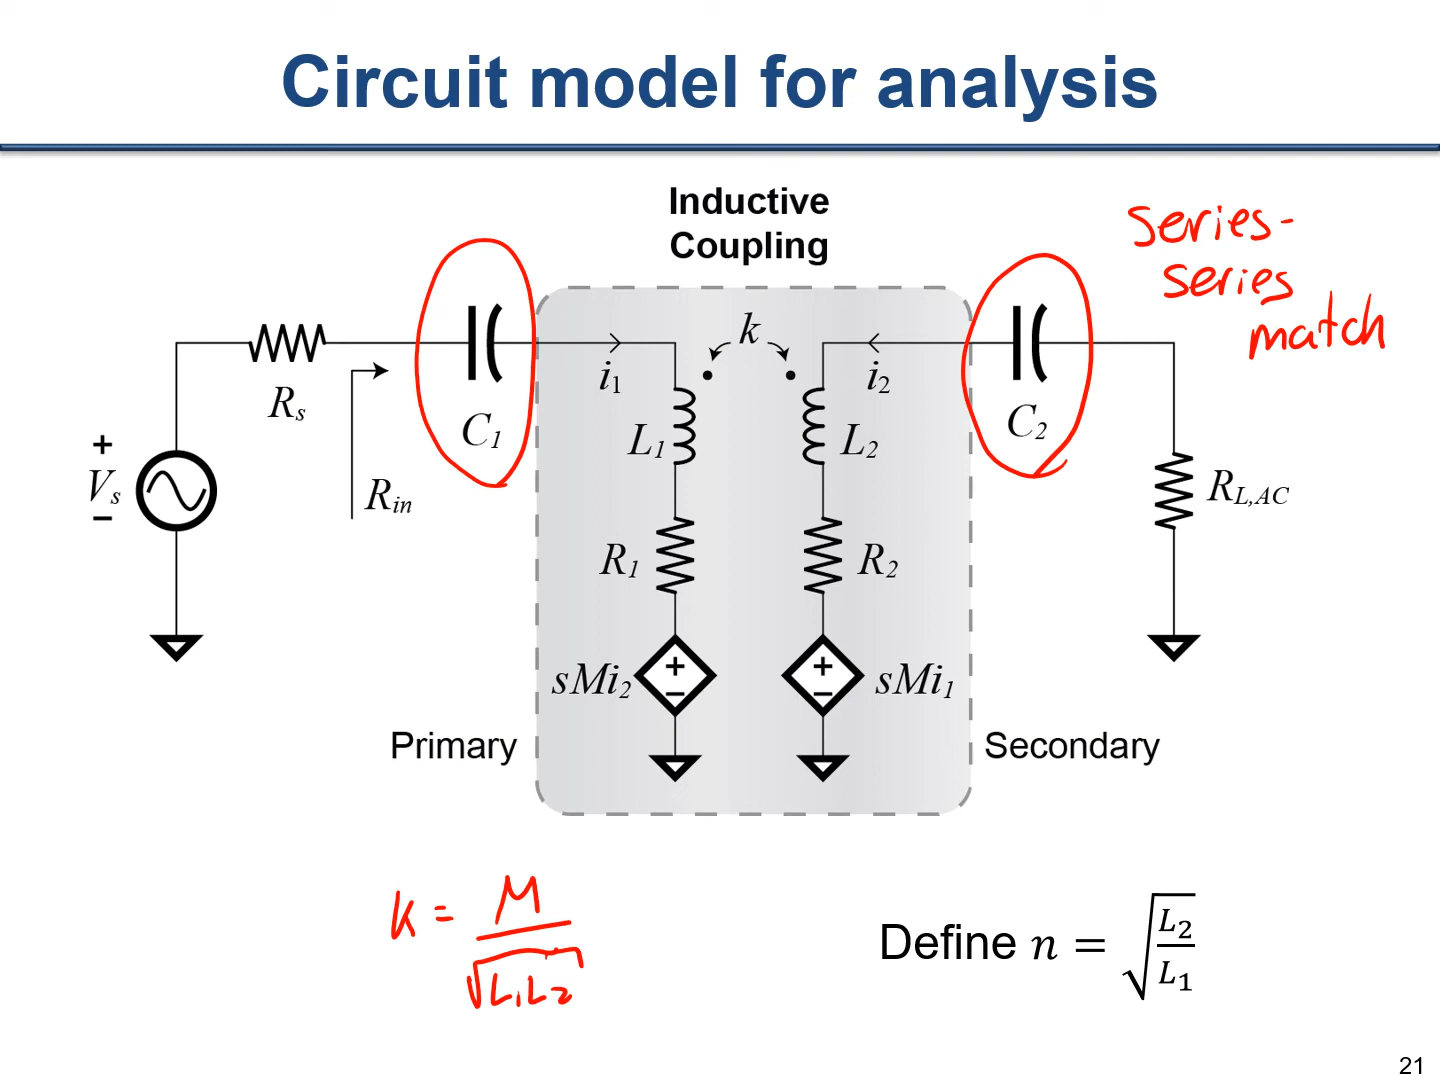 Circuit model for analysis
Inductive
Coupling
series-
series
match
k
i₁
i₂
Rₛ
C₁
C₂
L₁
L₂
+
Vₛ
−
Rᵢₙ
R_{L,AC}
R₁
R₂
sMi₂
+
−
+
−
sMi₁
Primary
Secondary
k = M / √L₁L₂
Define n = √(L₂/L₁)
21